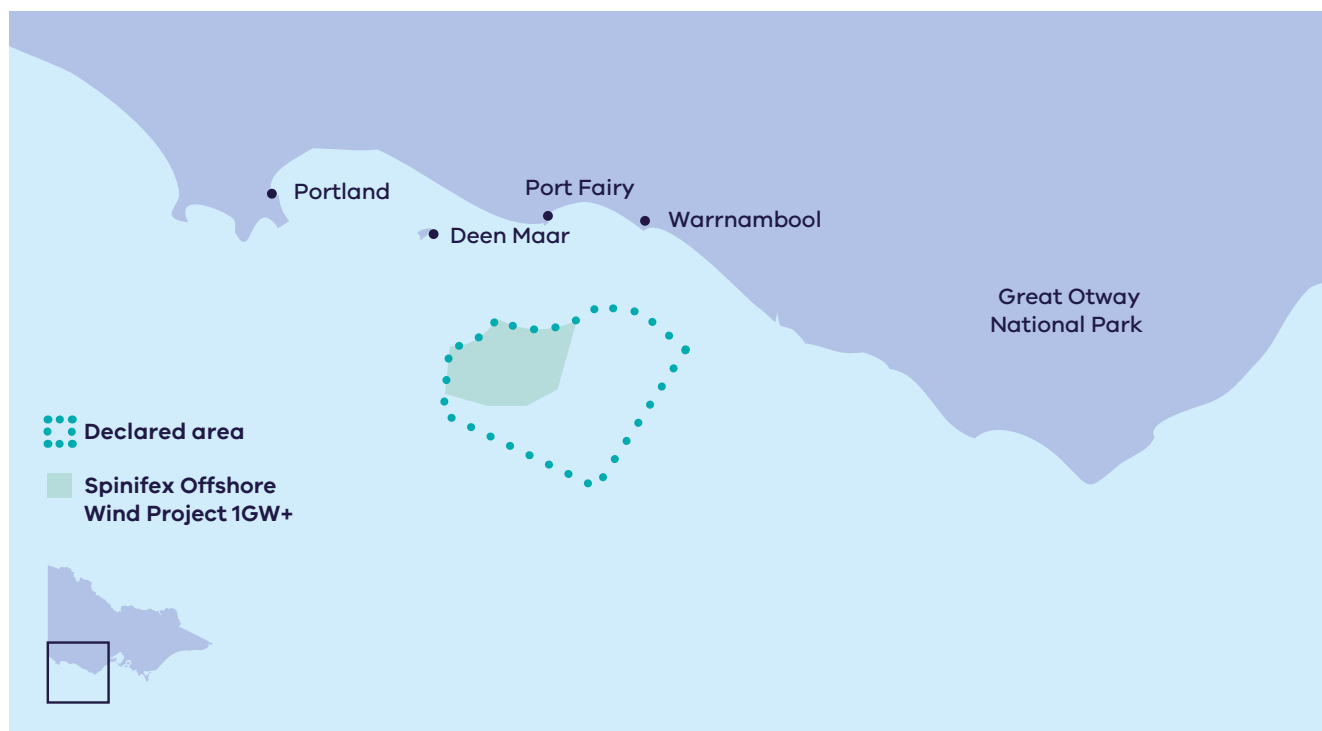 Port Fairy
Portland
Warrnambool
Deen Maar
Great Otway
National Park
Declared area
Spinifex Offshore
Wind Project 1GW+